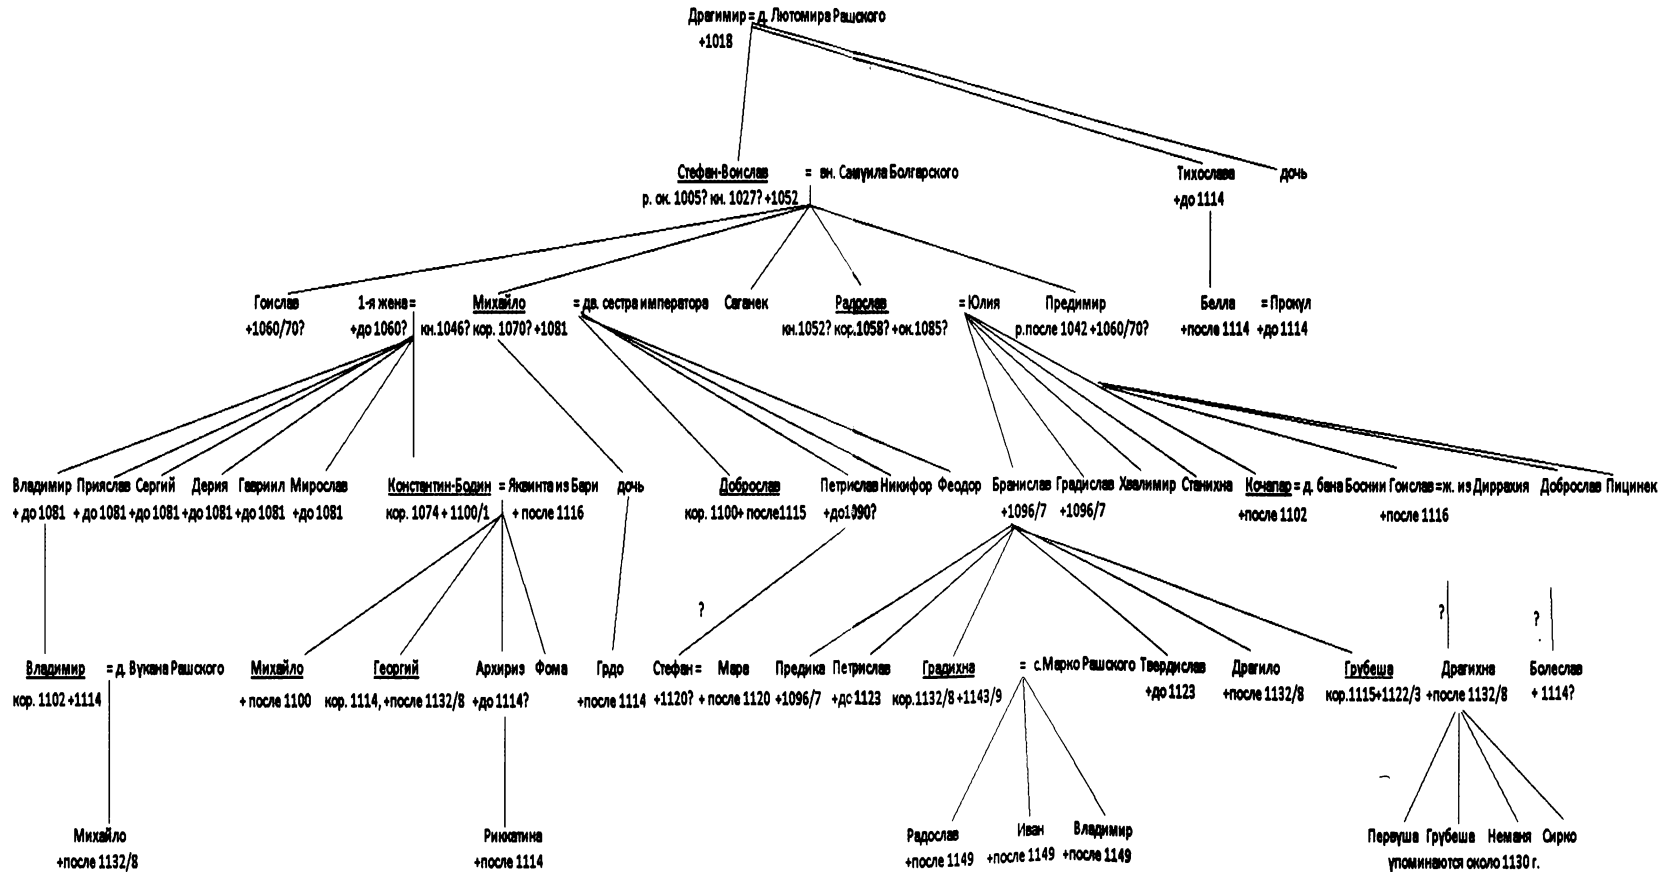 Драгимир = д. Лютомира Рашского
+1018
Стефан-Воислав = вн. Самуила Болгарского Тихослава дочь
р. ок. 1005? кн. 1027? +1052 +до 1114
Гоислав 1-я жена = Михайло = дв. сестра императора Саганек Радослав = Юлия Предимир Белла = Прокул
+1060/70? +до 1060? кн.1046? кор. 1070? +1081 кн.1052? кор.1058? +ок.1085? р.после 1042 +1060/70? +после 1114 +до 1114
Владимир Прияслав Сергий Дерия Гавриил Мирослав Константин-Бодин = Яквинта из Бари дочь Доброслав Петрислав Никифор Феодор Бранислав Градислав Хвалимир Станихна Кочапар = д. бана Боснии Гоислав =ж. из Диррахия Доброслав Пицинек
+ до 1081 + до 1081 +до 1081 +до 1081 +до 1081 +до 1081 кор. 1074 + 1100/1 + после 1116 кор. 1100+ после1115 +до1090? +1096/7 +1096/7 +после 1102 +после 1116
? ? ?
Владимир = д. Вукана Рашского Михайло Георгий Архириз Фома Грдо Стефан = Мара Предика Петрислав Градихна = с. Марко Рашского Твердислав Драгило Грубеша Драгихна Болеслав
кор. 1102 +1114 + после 1100 кор. 1114, +после 1132/8 +до 1114? +после 1114 +1120? + после 1120 +1096/7 +до 1123 кор.1132/8 +1143/9 +до 1123 +после 1132/8 кор.1115+1122/3 +после 1132/8 + 1114?
Михайло Риккатина Радослав Иван Владимир Первуша Грубеша Неманя Сирко
+после 1132/8 +после 1114 +после 1149 +после 1149 +после 1149 упоминаются около 1130 г.